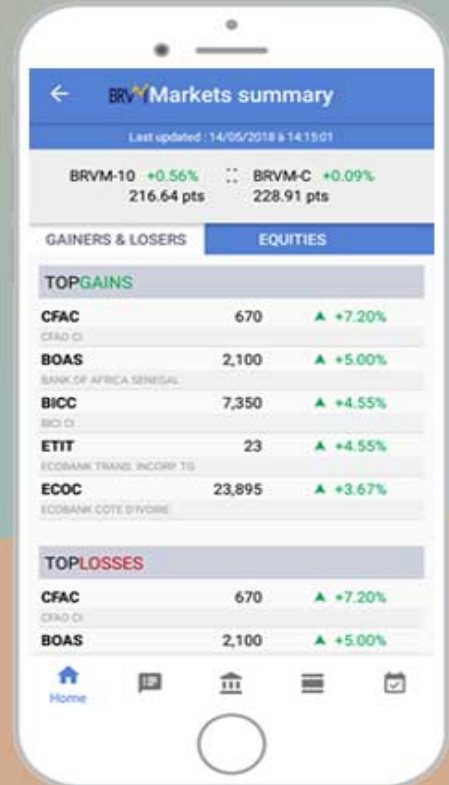 BRVM Markets summary
Last updated : 14/05/2018 à 14:15:01
BRVM-10 +0.56% BRVM-C +0.09%
216.64 pts 228.91 pts
GAINERS & LOSERS EQUITIES
TOPGAINS
CFAC 670 ▲ +7.20%
CFAO CI
BOAS 2,100 ▲ +5.00%
BANK OF AFRICA SENEGAL
BICC 7,350 ▲ +4.55%
BICI CI
ETIT 23 ▲ +4.55%
ECOBANK TRANS. INCORP. TG
ECOC 23,895 ▲ +3.67%
ECOBANK COTE D'IVOIRE
TOPLOSSES
CFAC 670 ▲ +7.20%
CFAO CI
BOAS 2,100 ▲ +5.00%
Home